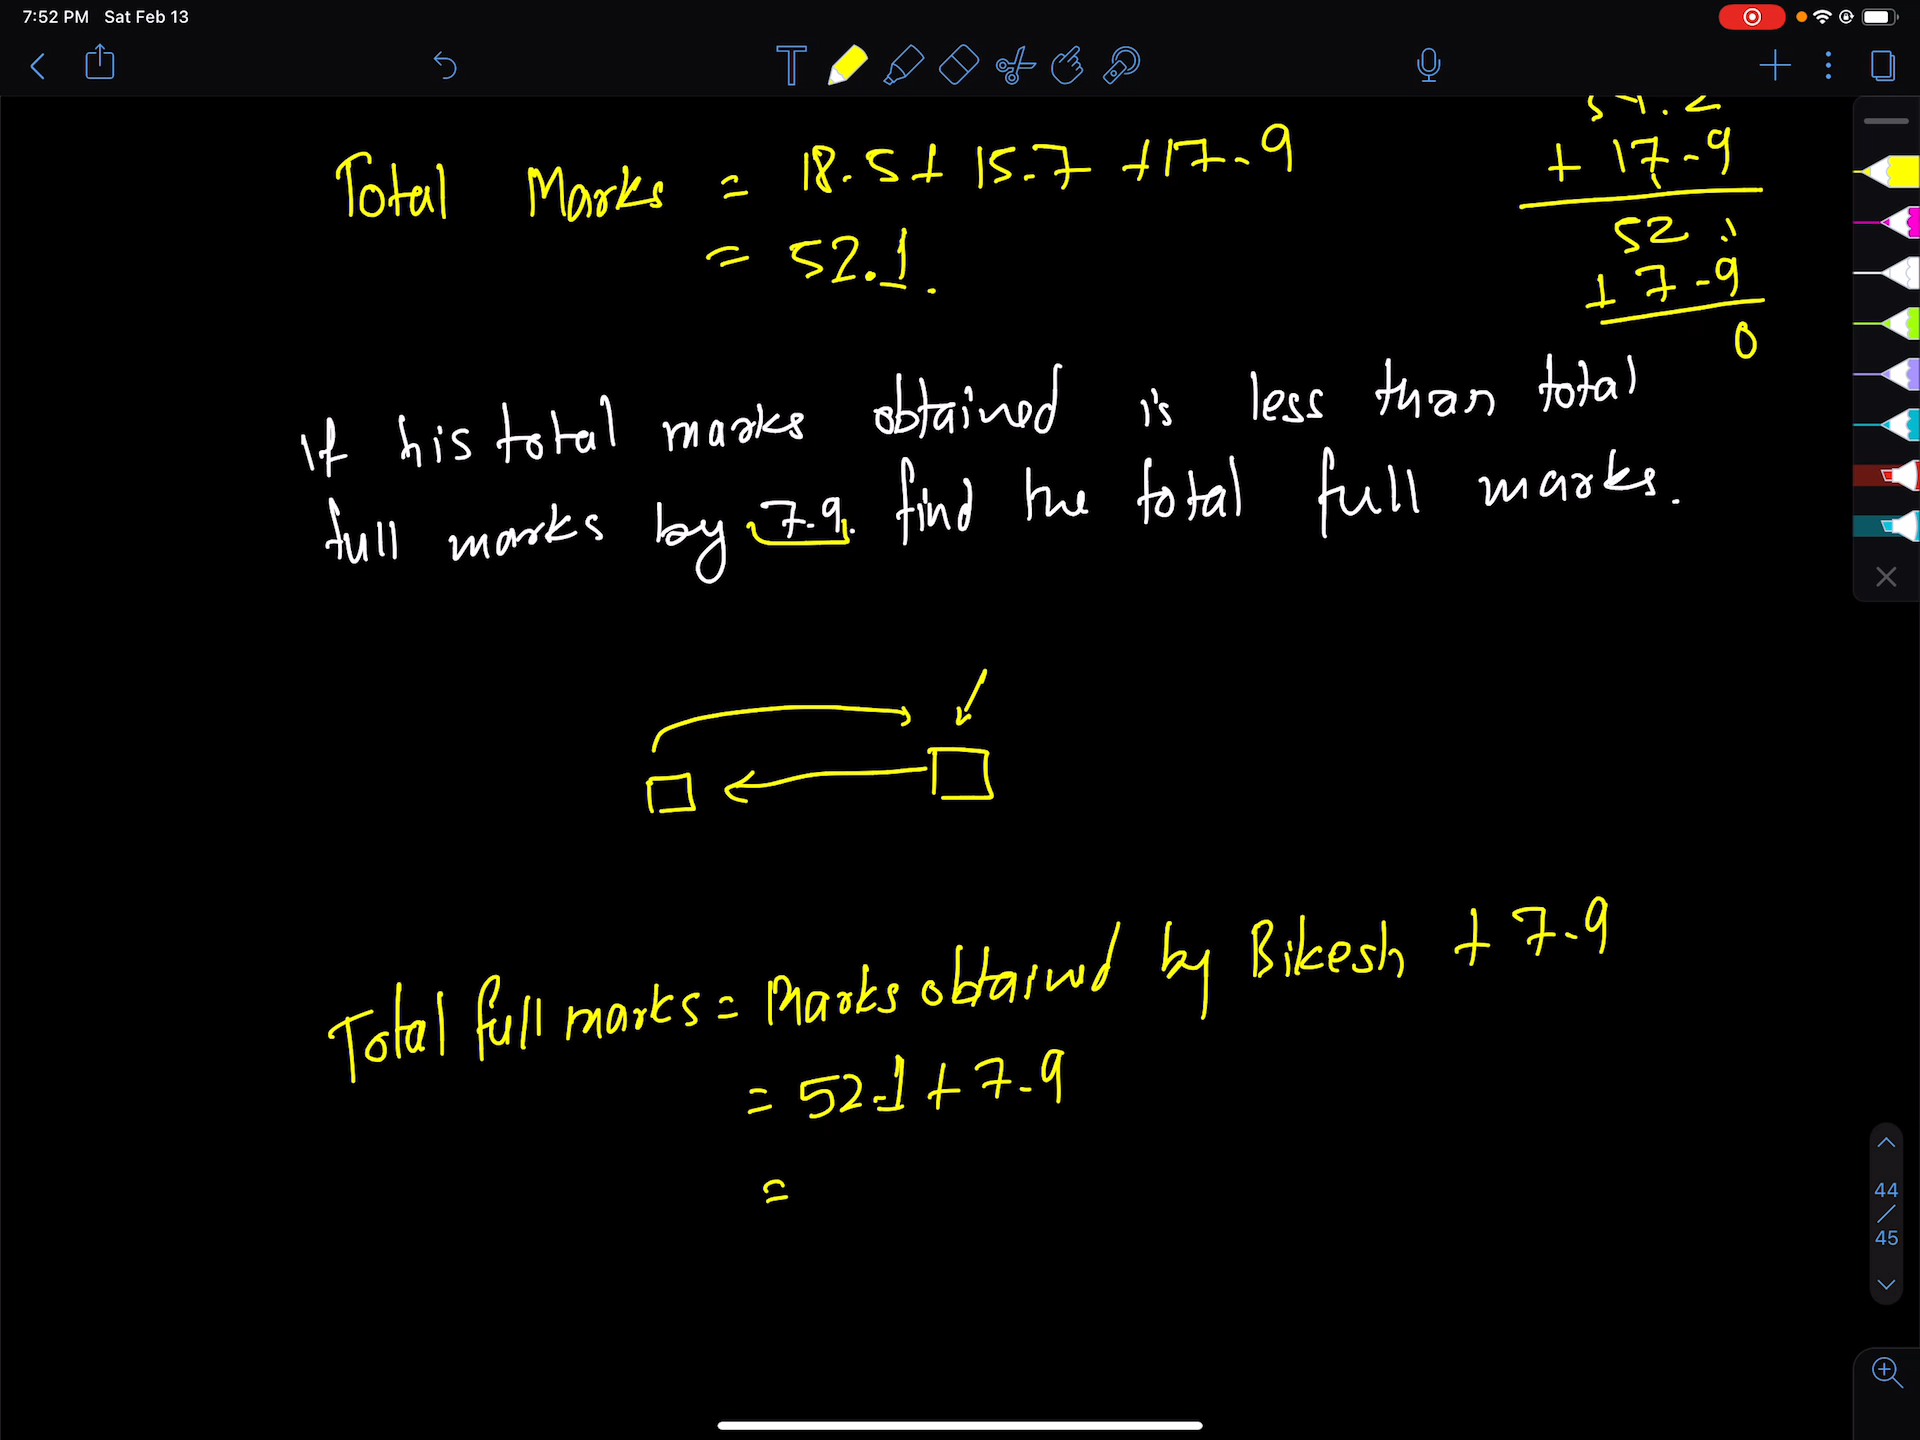 7:52 PM Sat Feb 13
Total Marks = 18.5 + 15.7 + 17.9
= 52.1.
+ 17.9
52.1
+ 7.9
0
if his total marks obtained is less than total
full marks by 7.9. find the total full marks.
Total full marks = Marks obtained by Bikesh + 7.9
= 52.1 + 7.9
=
44
/
45